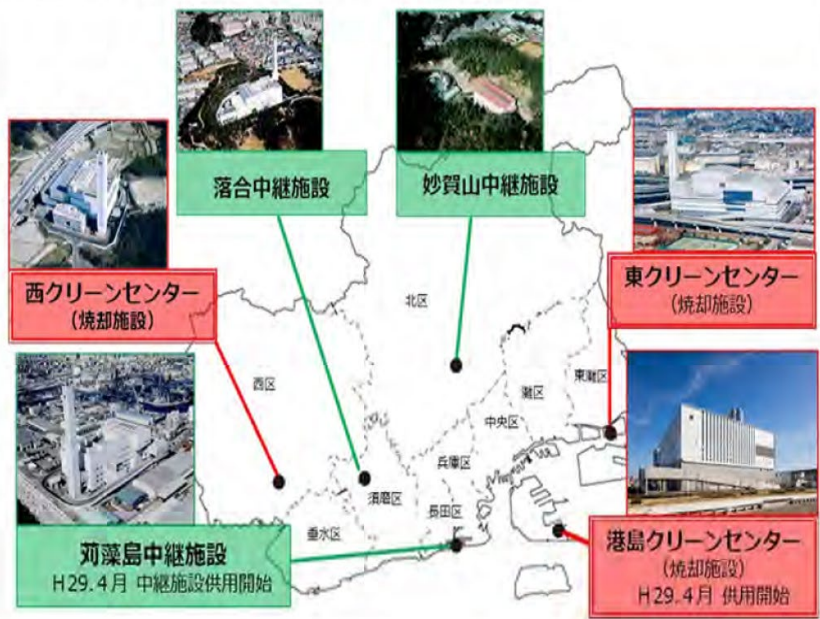 落合中継施設
妙賀山中継施設
西クリーンセンター
(焼却施設)
東クリーンセンター
(焼却施設)
北区
西区
東灘区
灘区
中央区
兵庫区
須磨区
長田区
垂水区
苅藻島中継施設
H29.4月 中継施設供用開始
港島クリーンセンター
(焼却施設)
H29.4月 供用開始